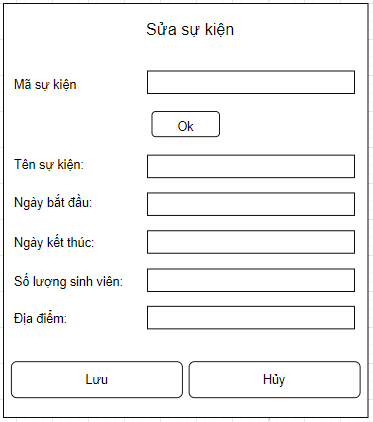 Sửa sự kiện
Mã sự kiện
Ok
Tên sự kiện:
Ngày bắt đầu:
Ngày kết thúc:
Số lượng sinh viên:
Địa điểm:
Lưu
Hủy